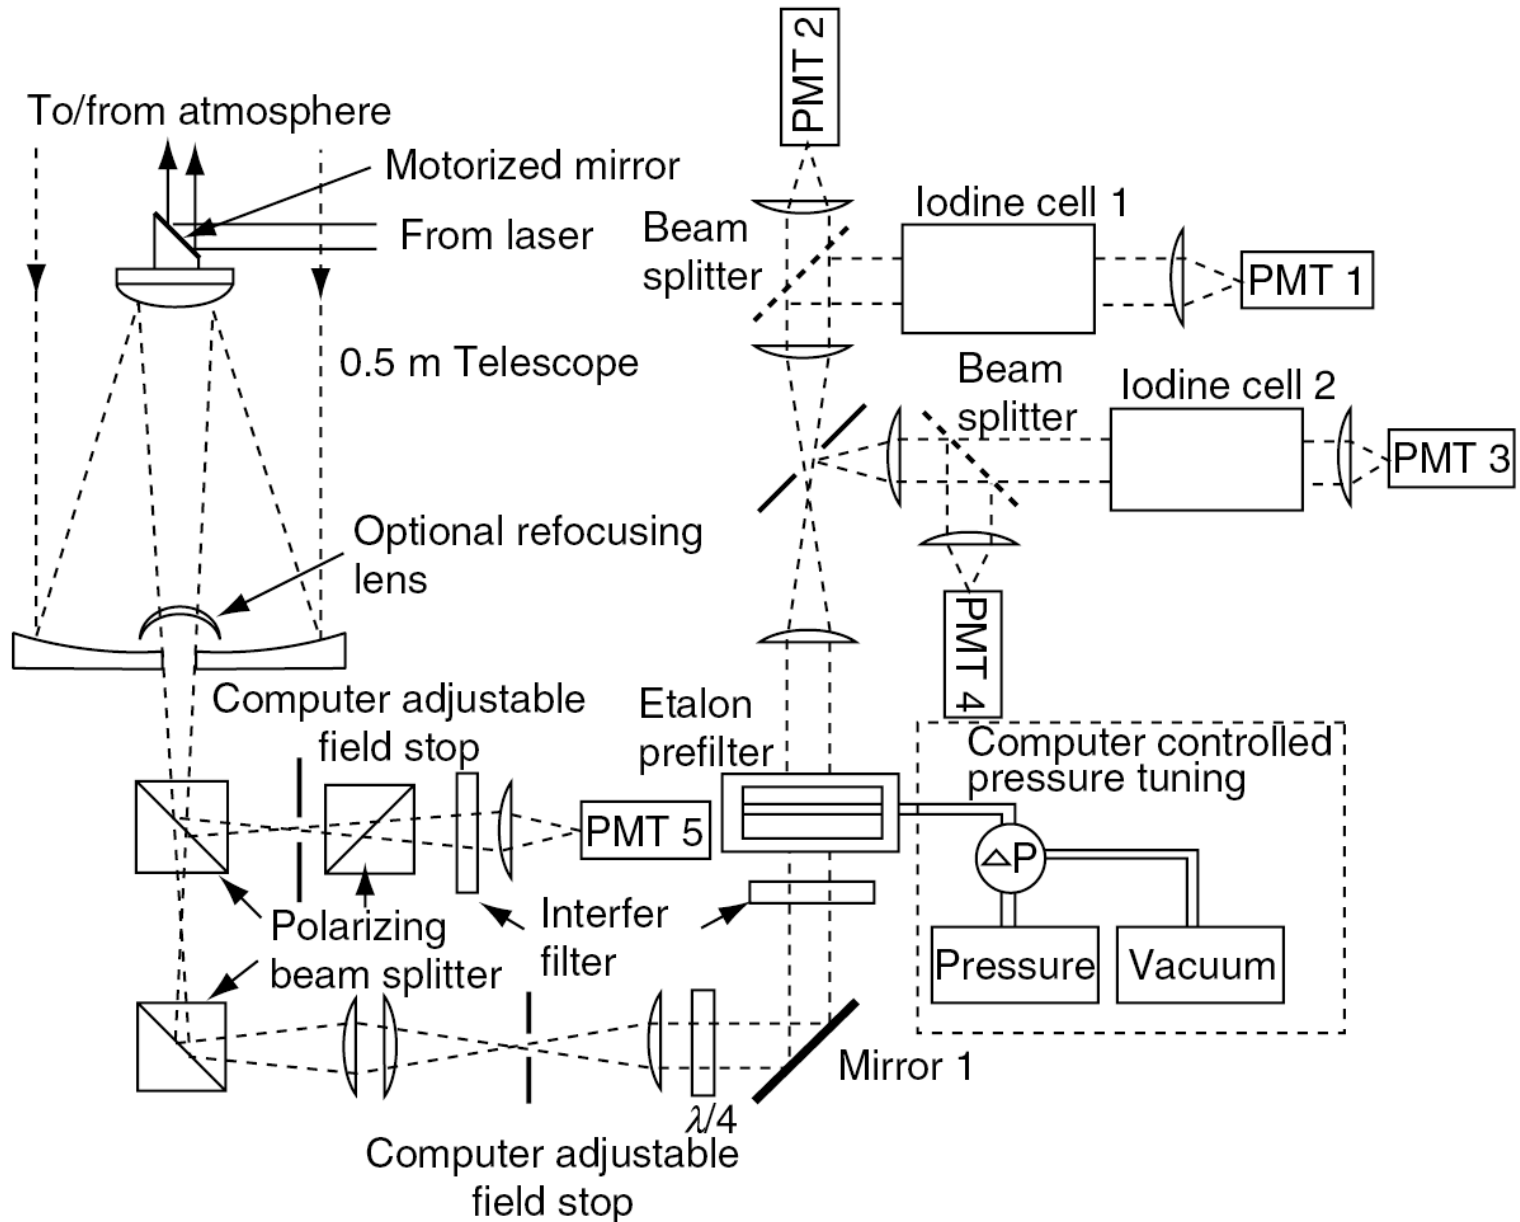 PMT 2
To/from atmosphere
Motorized mirror
From laser
Beam
splitter
Iodine cell 1
PMT 1
0.5 m Telescope
Beam
splitter
Iodine cell 2
PMT 3
Optional refocusing
lens
PMT 4
Computer adjustable
field stop
Etalon
prefilter
Computer controlled
pressure tuning
PMT 5
△P
Polarizing
beam splitter
Interfer
filter
Pressure
Vacuum
Mirror 1
λ/4
Computer adjustable
field stop